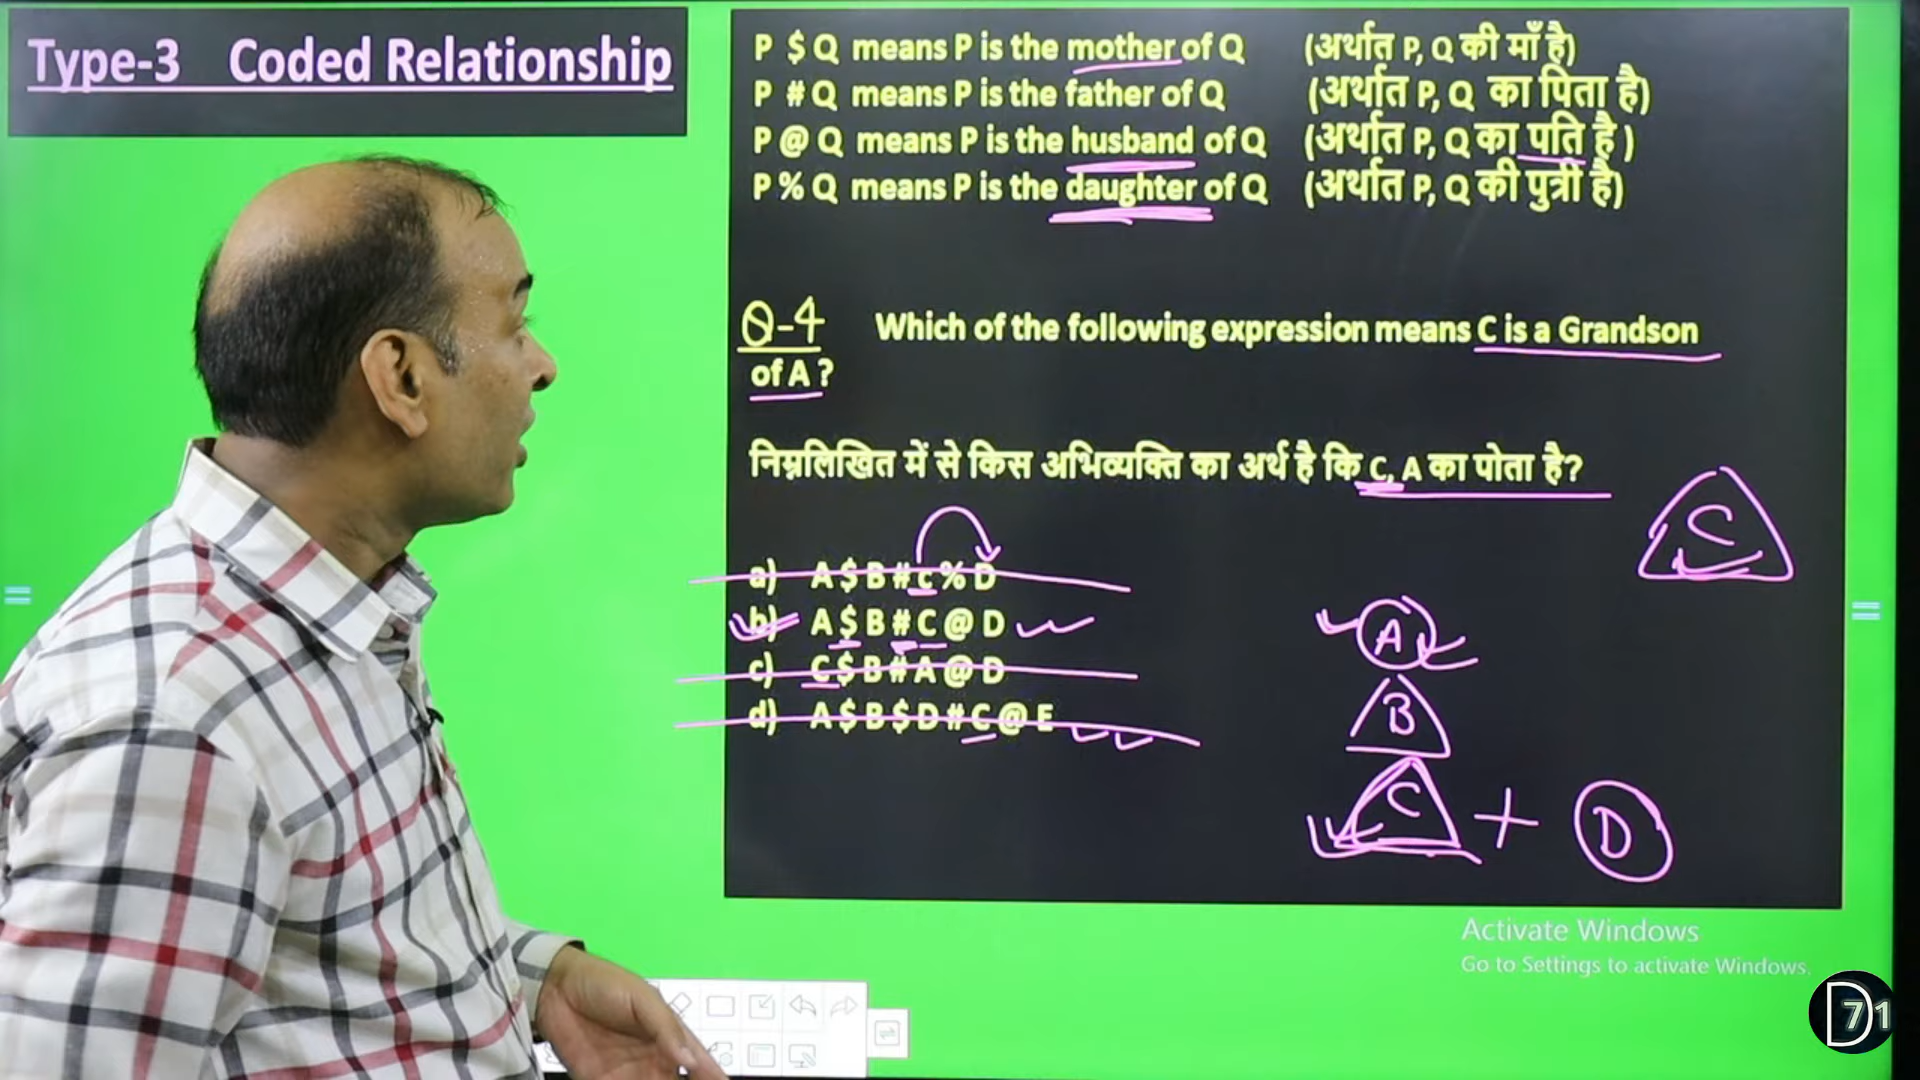 Type-3 Coded Relationship
P $ Q means P is the mother of Q (अर्थात P, Q की माँ है)
P # Q means P is the father of Q (अर्थात P, Q का पिता है)
P @ Q means P is the husband of Q (अर्थात P, Q का पति है )
P % Q means P is the daughter of Q (अर्थात P, Q की पुत्री है)
Q-4 Which of the following expression means C is a Grandson
of A ?
निम्नलिखित में से किस अभिव्यक्ति का अर्थ है कि C, A का पोता है?
C
a) A $ B # c % D
b) A $ B # C @ D
A
c) C $ B # A @ D
d) A $ B $ D # C @ E
B
C + D
Activate Windows
Go to Settings to activate Windows.
D 71